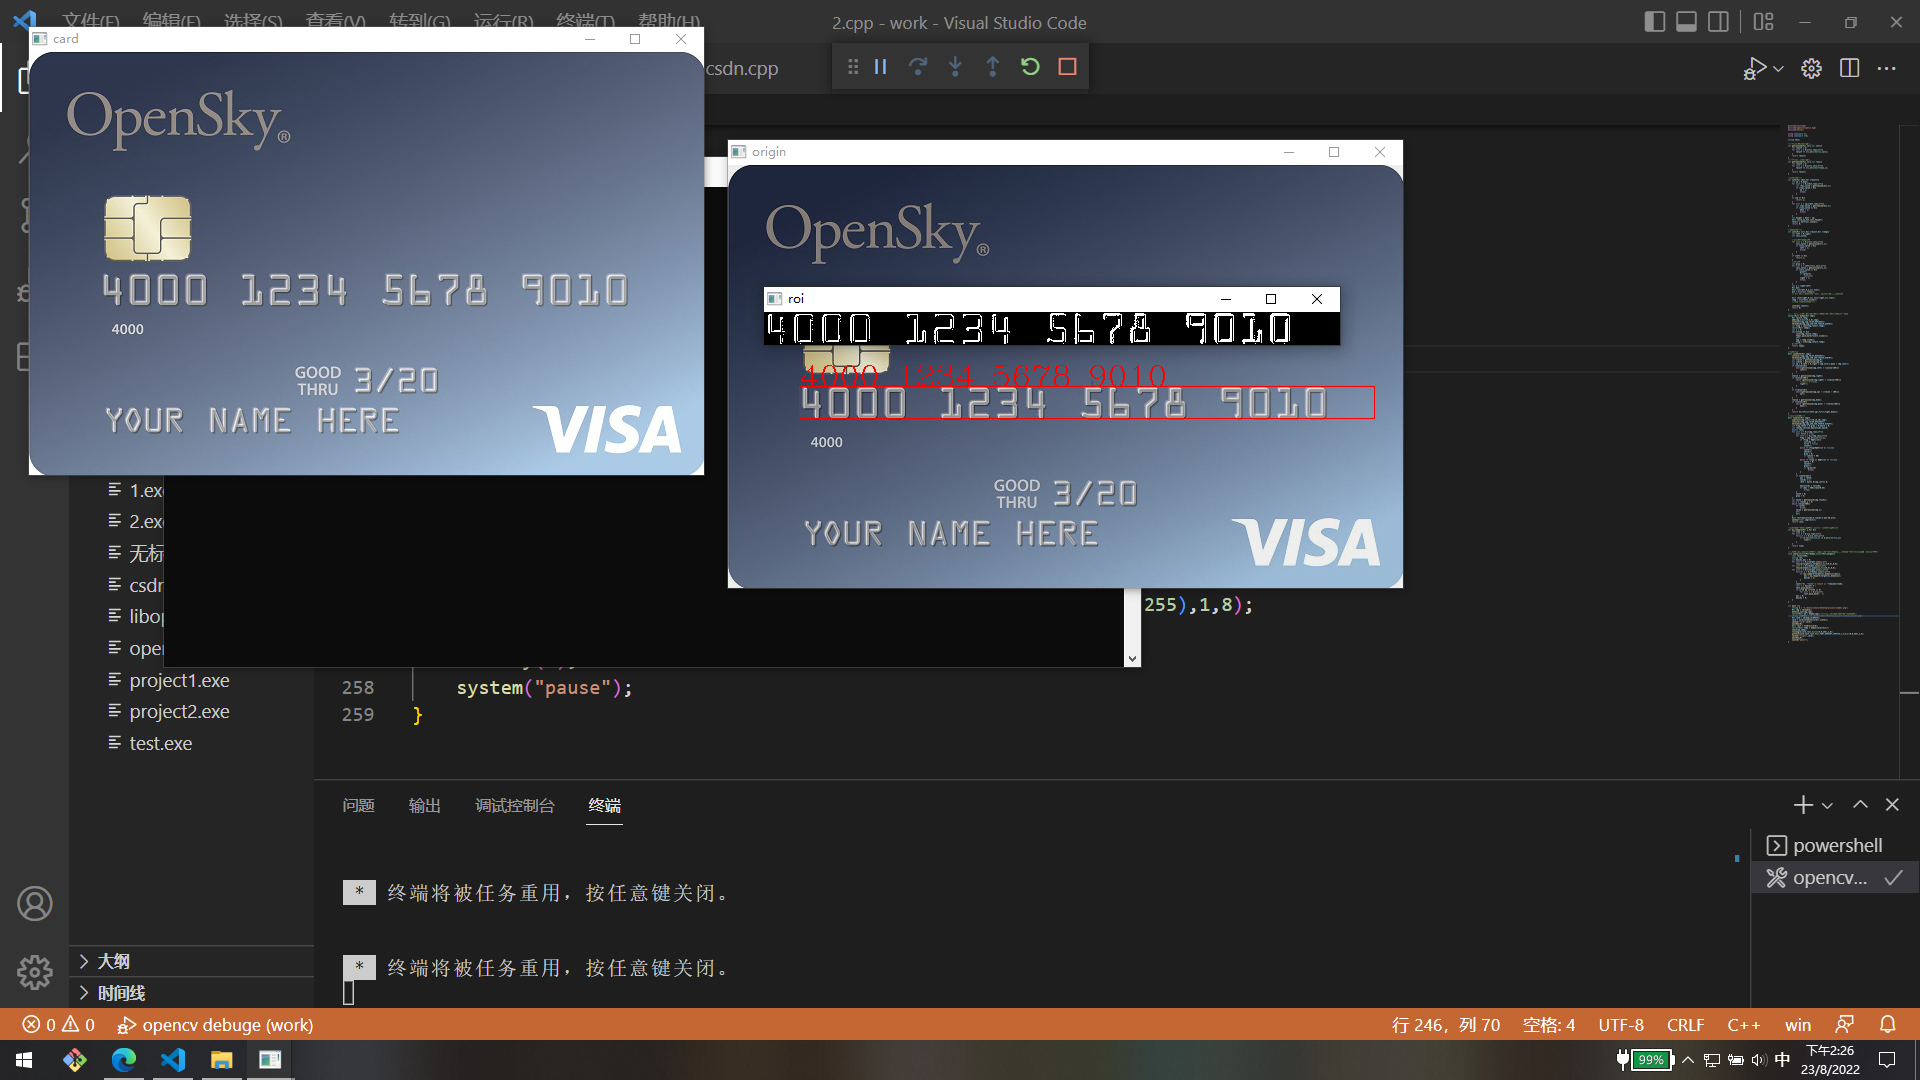 文件(F) 编辑(E) 选择(S) 查看(V) 转到(G) 运行(R) 终端(T) 帮助(H)
2.cpp - work - Visual Studio Code
csdn.cpp
card
OpenSky®
4000 1234 5678 9010
4000
GOOD THRU 3/20
YOUR NAME HERE
VISA
origin
OpenSky®
roi
4000 1234 5678 9010
4000 1234 5678 9010
4000 1234 5678 9010
4000
GOOD THRU 3/20
YOUR NAME HERE
VISA
1.exe
2.exe
无标
csdn
libop
open
project1.exe
project2.exe
test.exe
255),1,8);
258 system("pause");
259 }
问题 输出 调试控制台 终端
powershell
opencv...
* 终端将被任务重用，按任意键关闭。
* 终端将被任务重用，按任意键关闭。
大纲
时间线
0 0 opencv debuge (work)
行 246，列 70 空格: 4 UTF-8 CRLF C++ win
99% 中 下午2:26
23/8/2022